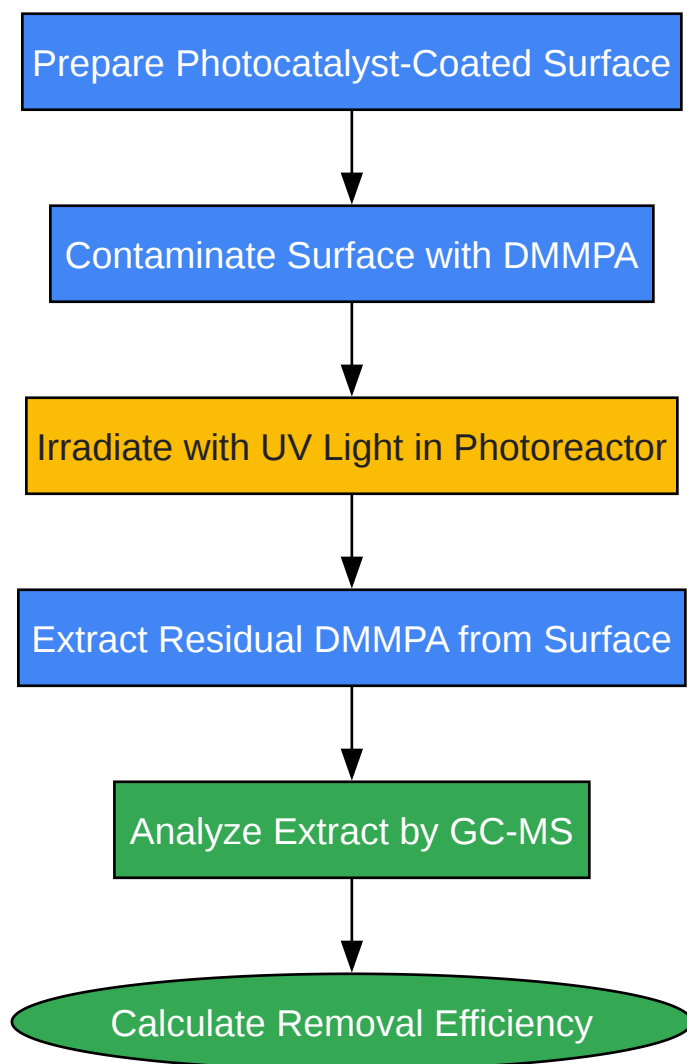 Prepare Photocatalyst-Coated Surface
Contaminate Surface with DMMPA
Irradiate with UV Light in Photoreactor
Extract Residual DMMPA from Surface
Analyze Extract by GC-MS
Calculate Removal Efficiency